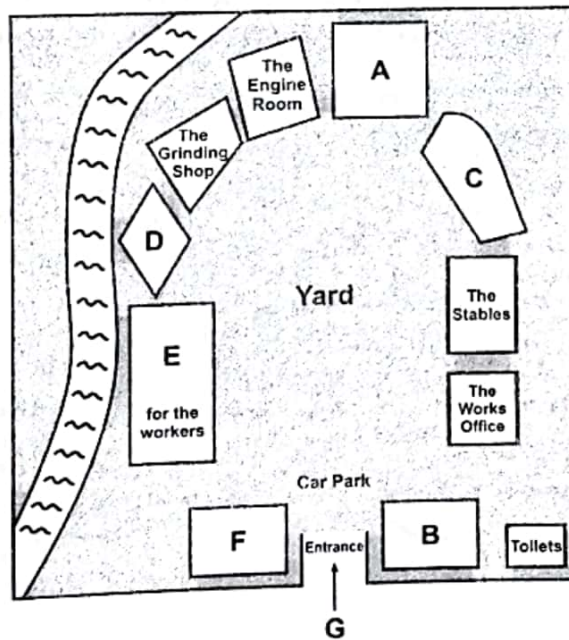 A
The
Engine
Room
The
Grinding
Shop
C
D
Yard
The
Stables
E
for the
workers
The
Works
Office
Car Park
F
Entrance
B
Toilets
G